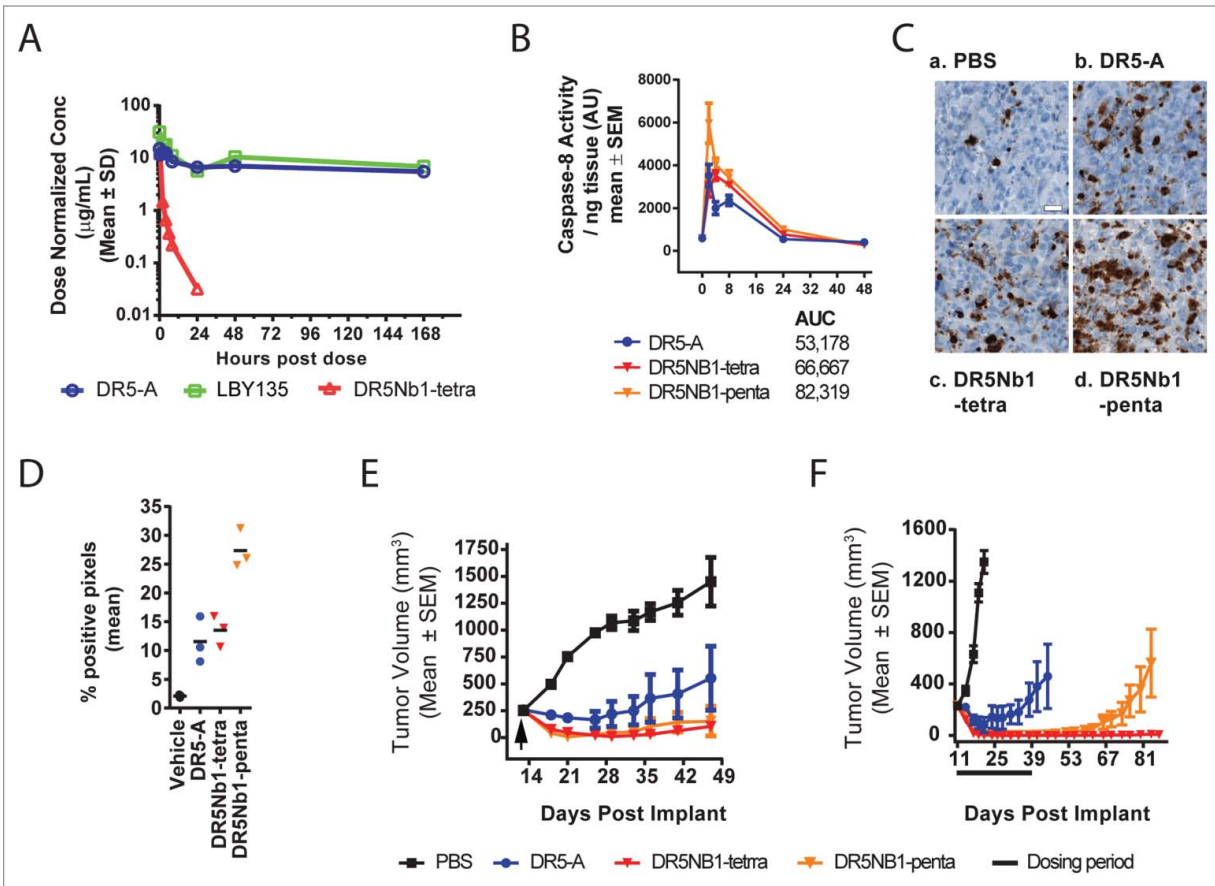 A
Dose Normalized Conc
(µg/mL)
(Mean ± SD)
100
10
1
0.1
0.01
0 24 48 72 96 120 144 168
Hours post dose
DR5-A LBY135 DR5Nb1-tetra
B
Caspase-8 Activity
/ ng tissue (AU)
mean ± SEM
8000
6000
4000
2000
0
0 8 16 24 32 40 48
AUC
DR5-A 53,178
DR5NB1-tetra 66,667
DR5NB1-penta 82,319
C
a. PBS b. DR5-A
c. DR5Nb1 d. DR5Nb1
-tetra -penta
D
% positive pixels
(mean)
35
30
25
20
15
10
5
0
Vehicle
DR5-A
DR5Nb1-tetra
DR5Nb1-penta
E
Tumor Volume (mm³)
(Mean ± SEM)
1750
1500
1250
1000
750
500
250
0
14 21 28 35 42 49
Days Post Implant
F
Tumor Volume (mm³)
(Mean ± SEM)
1600
1200
800
400
0
11 25 39 53 67 81
Days Post Implant
PBS DR5-A DR5NB1-tetrra DR5NB1-penta Dosing period